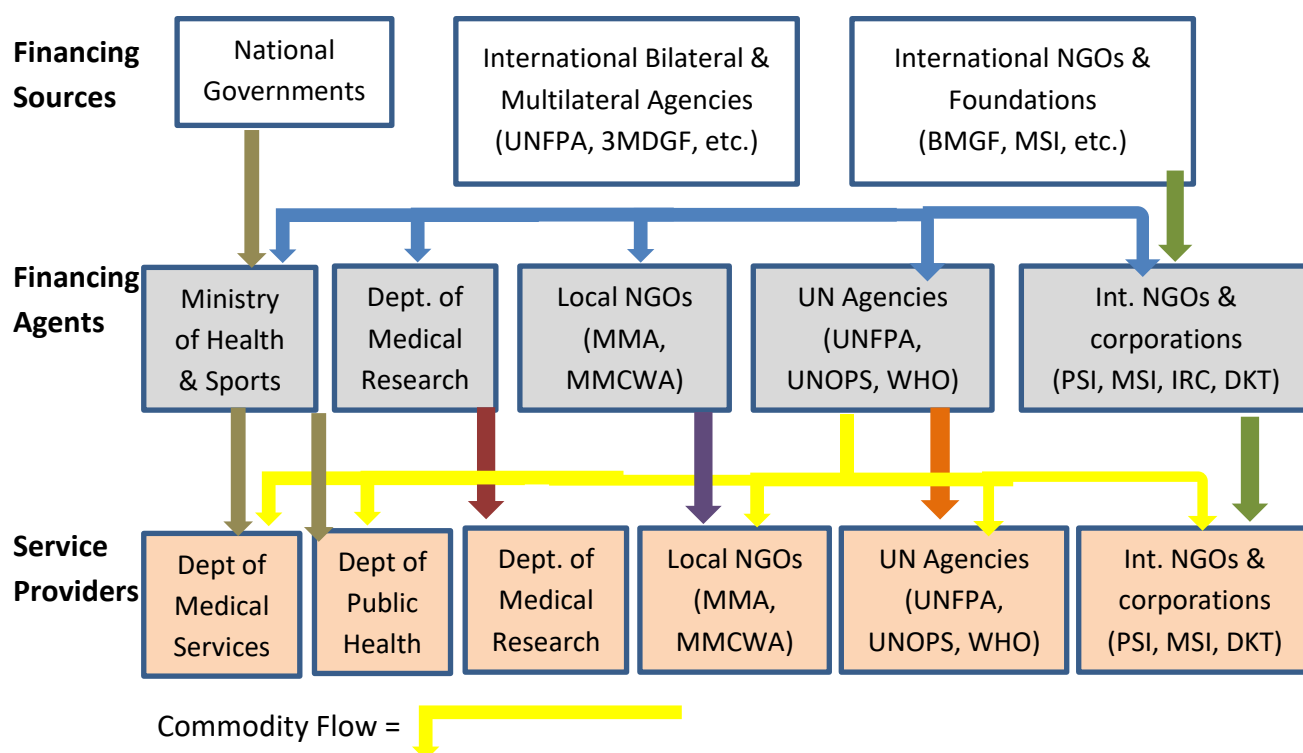 Financing
Sources
National
Governments
International Bilateral &
Multilateral Agencies
(UNFPA, 3MDGF, etc.)
International NGOs &
Foundations
(BMGF, MSI, etc.)
Financing
Agents
Ministry
of Health
& Sports
Dept. of
Medical
Research
Local NGOs
(MMA,
MMCWA)
UN Agencies
(UNFPA,
UNOPS, WHO)
Int. NGOs &
corporations
(PSI, MSI, IRC, DKT)
Service
Providers
Dept of
Medical
Services
Dept of
Public
Health
Dept. of
Medical
Research
Local NGOs
(MMA,
MMCWA)
UN Agencies
(UNFPA,
UNOPS, WHO)
Int. NGOs &
corporations
(PSI, MSI, DKT)
Commodity Flow =